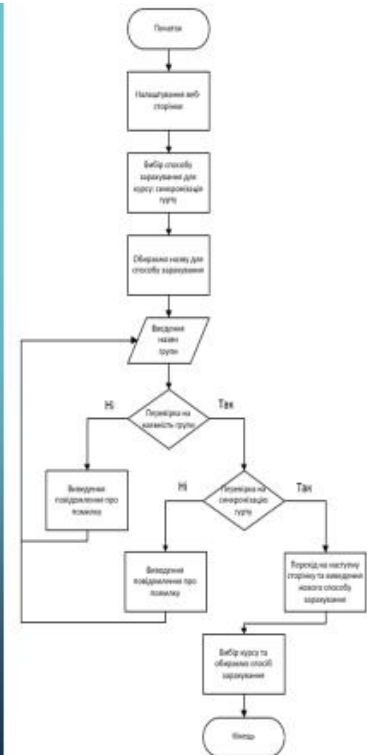 Початок
Налаштування веб-
сторінки
Вибір способу
зарахування для
курсу: синхронізація
гурту
Обираємо назву для
способу зарахування
Введення
назви
групи
Перевірка на
наявність групи
Ні
Так
Виведення
повідомлення про
помилку
Перевірка на
синхронізацію
гурту
Ні
Так
Виведення
повідомлення про
помилку
Перехід на наступну
сторінку та виведення
нового способу
зарахування
Вибір курсу та
обираємо спосіб
зарахування
Кінець